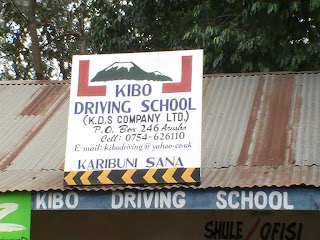 KIBO
DRIVING SCHOOL
(K.D.S COMPANY LTD.)
P.O. Box 246 Arusha
Cell: 0754-626110
E-mail: kibodriving@yahoo.co.uk
KARIBUNI SANA
KIBO DRIVING SCHOOL
SHULE / OFISI